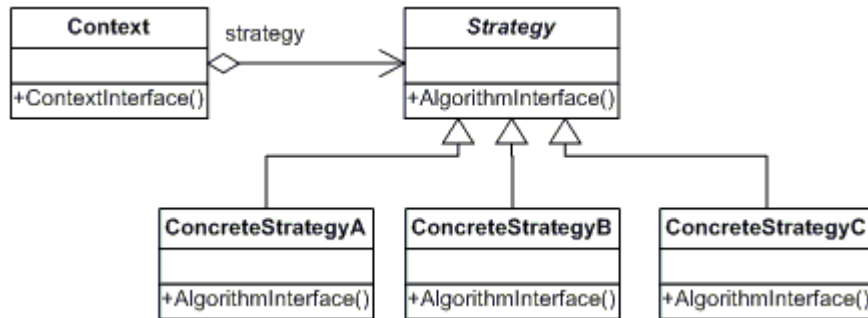 Context
strategy
Strategy
+ContextInterface()
+AlgorithmInterface()
ConcreteStrategyA
ConcreteStrategyB
ConcreteStrategyC
+AlgorithmInterface()
+AlgorithmInterface()
+AlgorithmInterface()